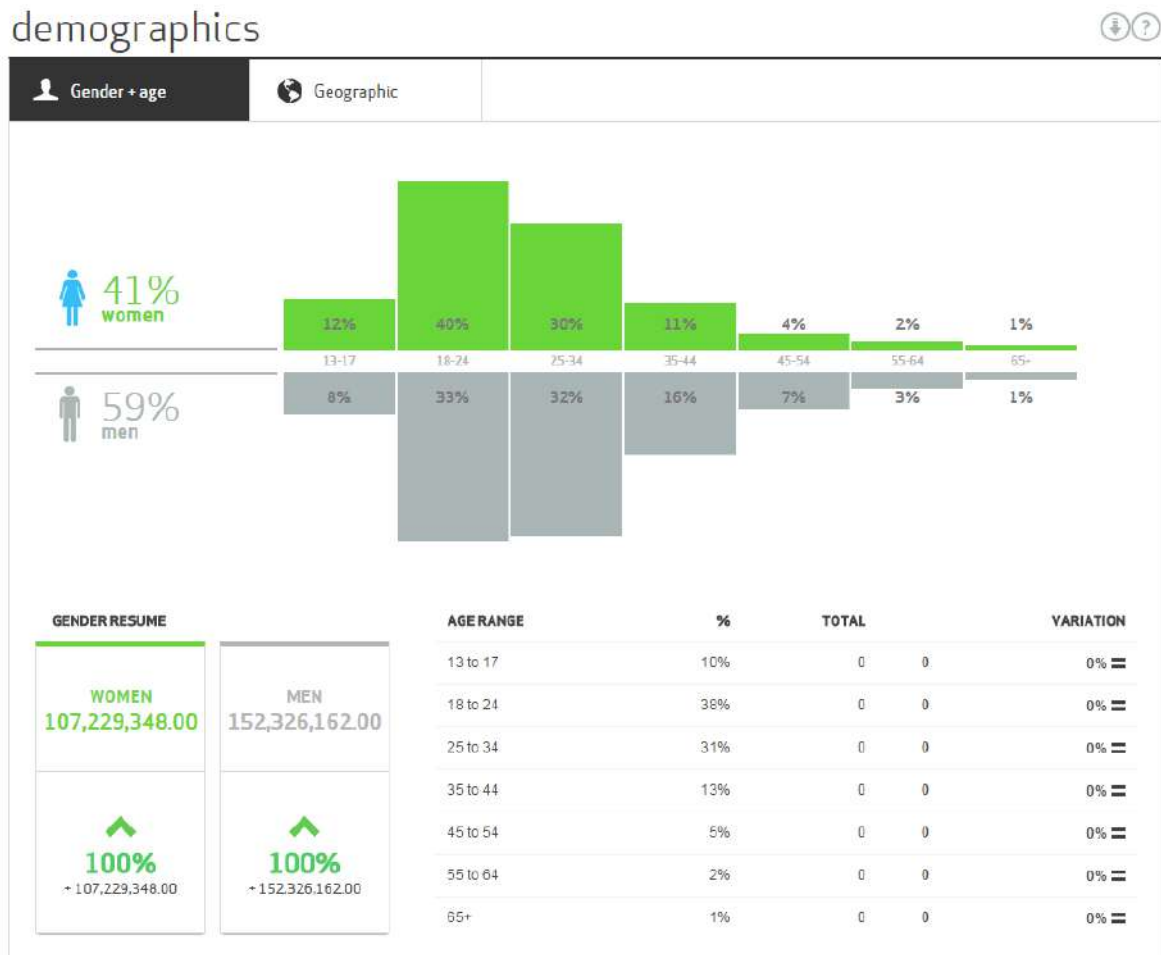 demographics
?
Gender + age
Geographic
41%
women
12% 40% 30% 11% 4% 2% 1%
13-17 18-24 25-34 35-44 45-54 55-64 65+
8% 33% 32% 16% 7% 3% 1%
59%
men
GENDER RESUME
WOMEN
107,229,348.00
MEN
152,326,162.00
100%
+ 107,229,348.00
100%
+ 152,326,162.00
AGE RANGE % TOTAL VARIATION
13 to 17 10% 0 0 0% =
18 to 24 38% 0 0 0% =
25 to 34 31% 0 0 0% =
35 to 44 13% 0 0 0% =
45 to 54 5% 0 0 0% =
55 to 64 2% 0 0 0% =
65+ 1% 0 0 0% =